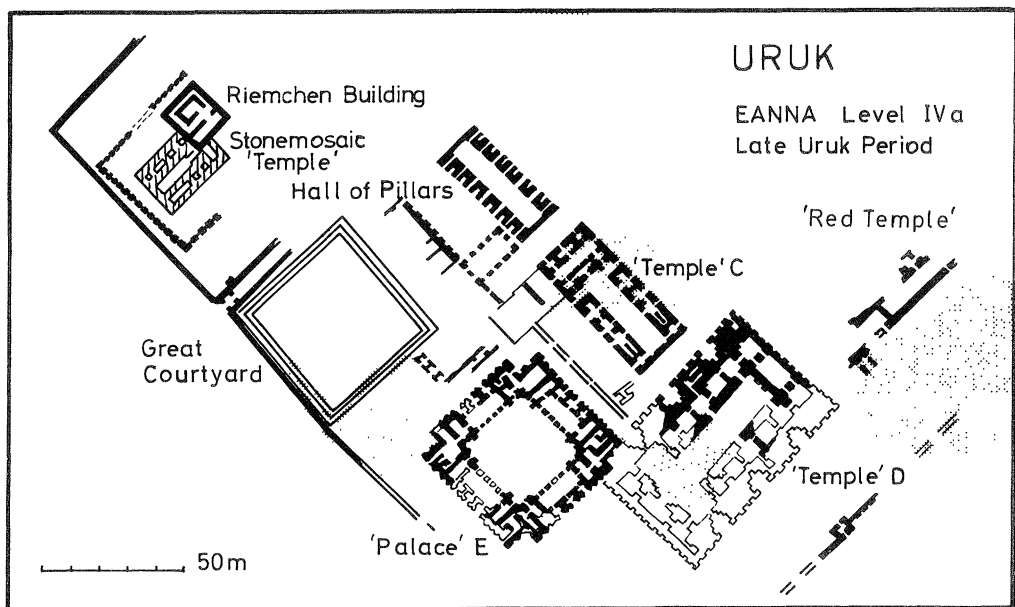 URUK
EANNA Level IVa
Late Uruk Period
Riemchen Building
Stonemosaic
'Temple'
Hall of Pillars
'Red Temple'
'Temple' C
Great
Courtyard
'Temple' D
'Palace' E
50m